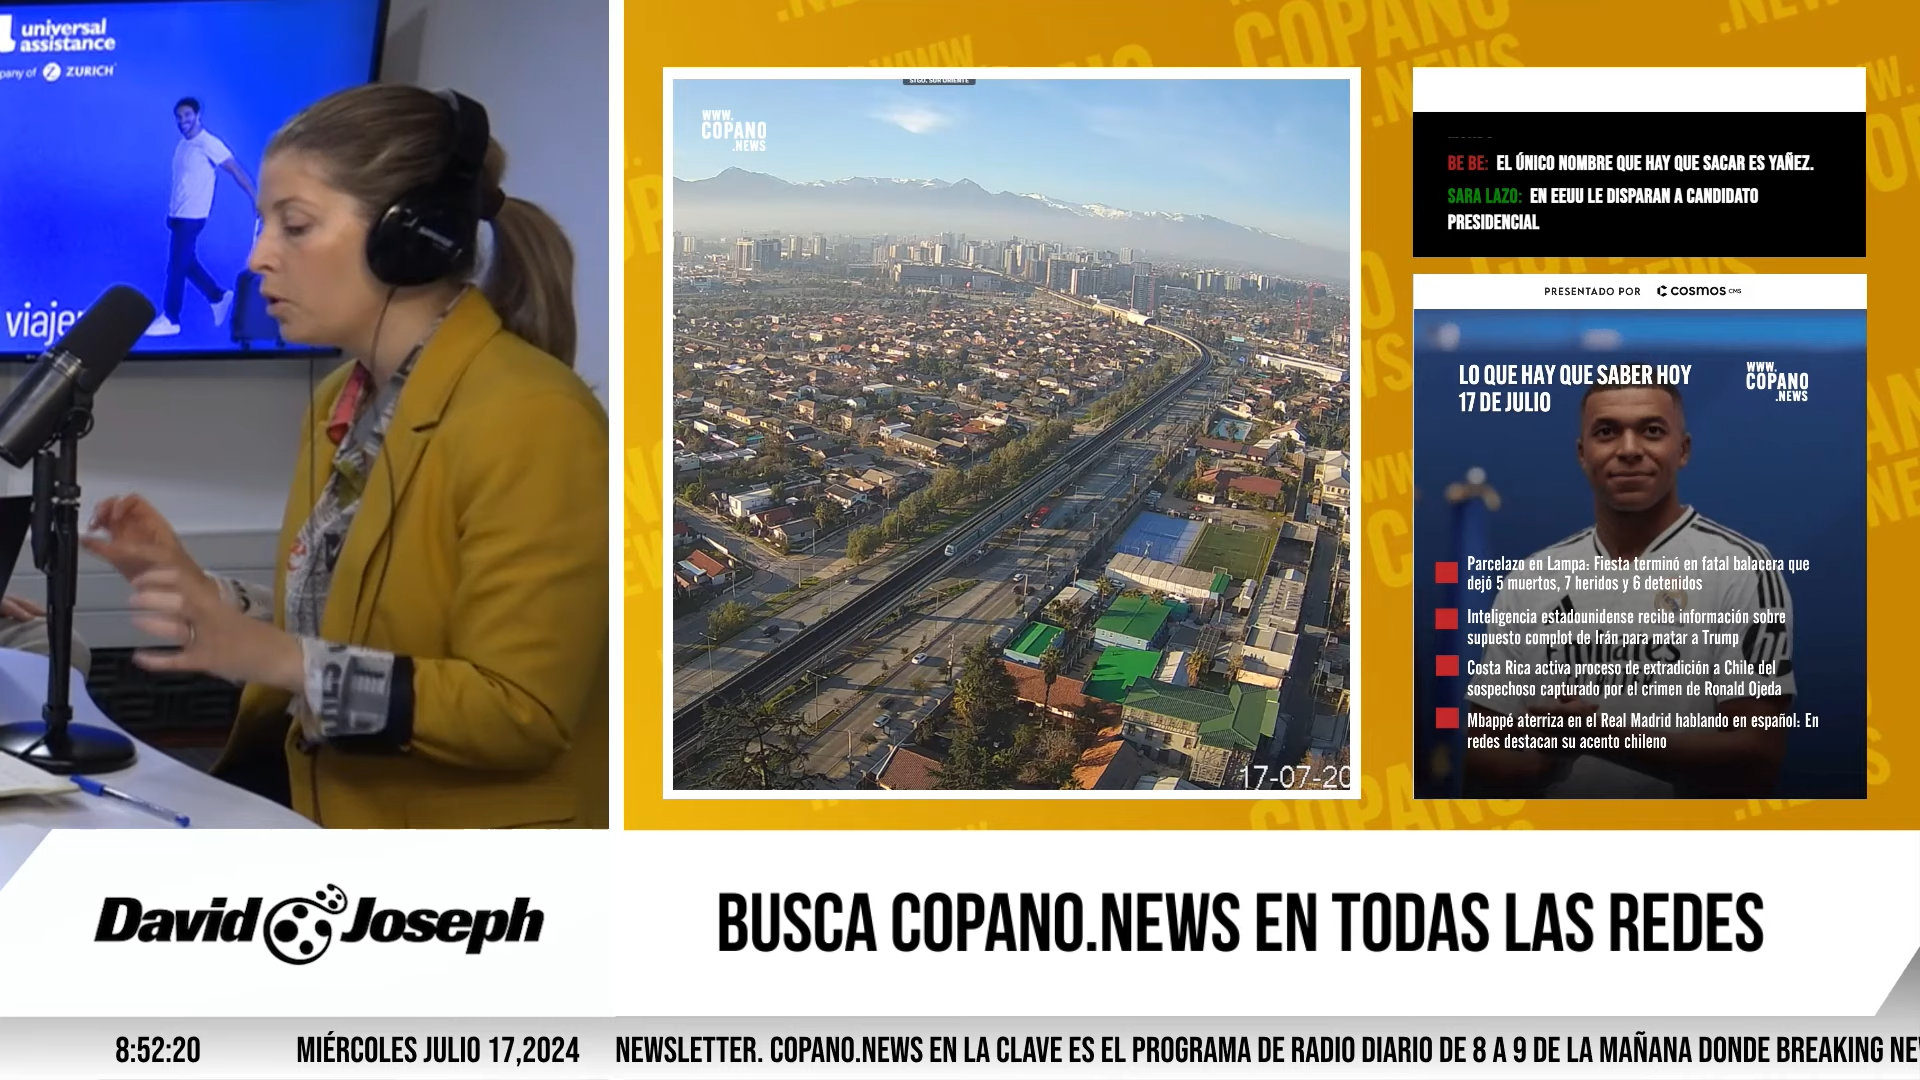 universal
assistance
pany of ZURICH
viaje
STGO. SUR ORIENTE
WWW.
COPANO
.NEWS
17-07-20
BE BE: EL ÚNICO NOMBRE QUE HAY QUE SACAR ES YAÑEZ.
SARA LAZO: EN EEUU LE DISPARAN A CANDIDATO
PRESIDENCIAL
PRESENTADO POR COSMOS CMS
LO QUE HAY QUE SABER HOY
17 DE JULIO
WWW.
COPANO
.NEWS
Parcelazo en Lampa: Fiesta terminó en fatal balacera que
dejó 5 muertos, 7 heridos y 6 detenidos
Inteligencia estadounidense recibe información sobre
supuesto complot de Irán para matar a Trump
Costa Rica activa proceso de extradición a Chile del
sospechoso capturado por el crimen de Ronald Ojeda
Mbappé aterriza en el Real Madrid hablando en español: En
redes destacan su acento chileno
David Joseph
BUSCA COPANO.NEWS EN TODAS LAS REDES
8:52:20 MIÉRCOLES JULIO 17,2024 NEWSLETTER. COPANO.NEWS EN LA CLAVE ES EL PROGRAMA DE RADIO DIARIO DE 8 A 9 DE LA MAÑANA DONDE BREAKING NE